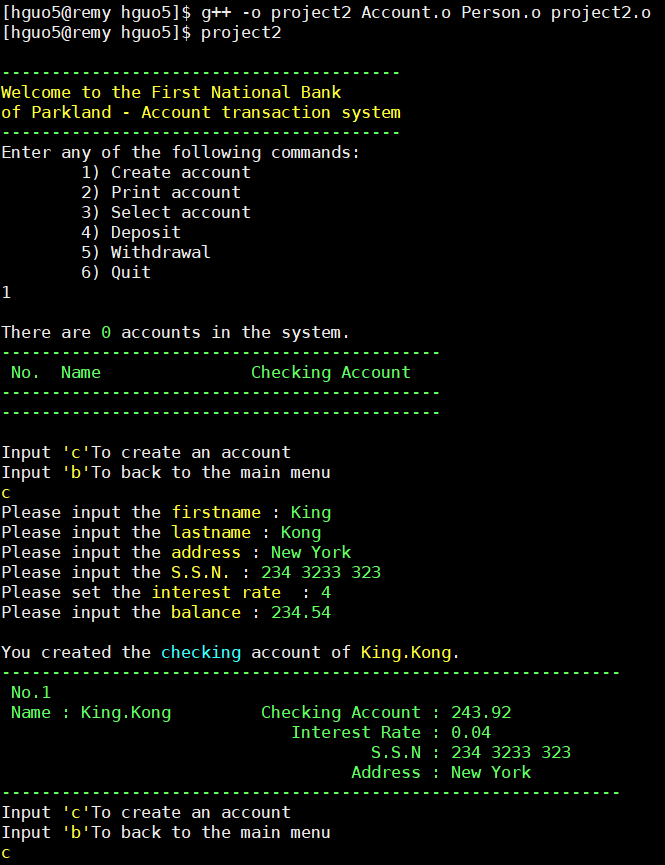 [hguo5@remy hguo5]$ g++ -o project2 Account.o Person.o project2.o
[hguo5@remy hguo5]$ project2
----------------------------------------
Welcome to the First National Bank
of Parkland - Account transaction system
----------------------------------------
Enter any of the following commands:
        1) Create account
        2) Print account
        3) Select account
        4) Deposit
        5) Withdrawal
        6) Quit
1
There are 0 accounts in the system.
--------------------------------------------
 No.  Name               Checking Account
--------------------------------------------
--------------------------------------------
Input 'c'To create an account
Input 'b'To back to the main menu
c
Please input the firstname : King
Please input the lastname : Kong
Please input the address : New York
Please input the S.S.N. : 234 3233 323
Please set the interest rate  : 4
Please input the balance : 234.54
You created the checking account of King.Kong.
--------------------------------------------------------------
 No.1
 Name : King.Kong         Checking Account : 243.92
                             Interest Rate : 0.04
                                     S.S.N : 234 3233 323
                                   Address : New York
--------------------------------------------------------------
Input 'c'To create an account
Input 'b'To back to the main menu
c